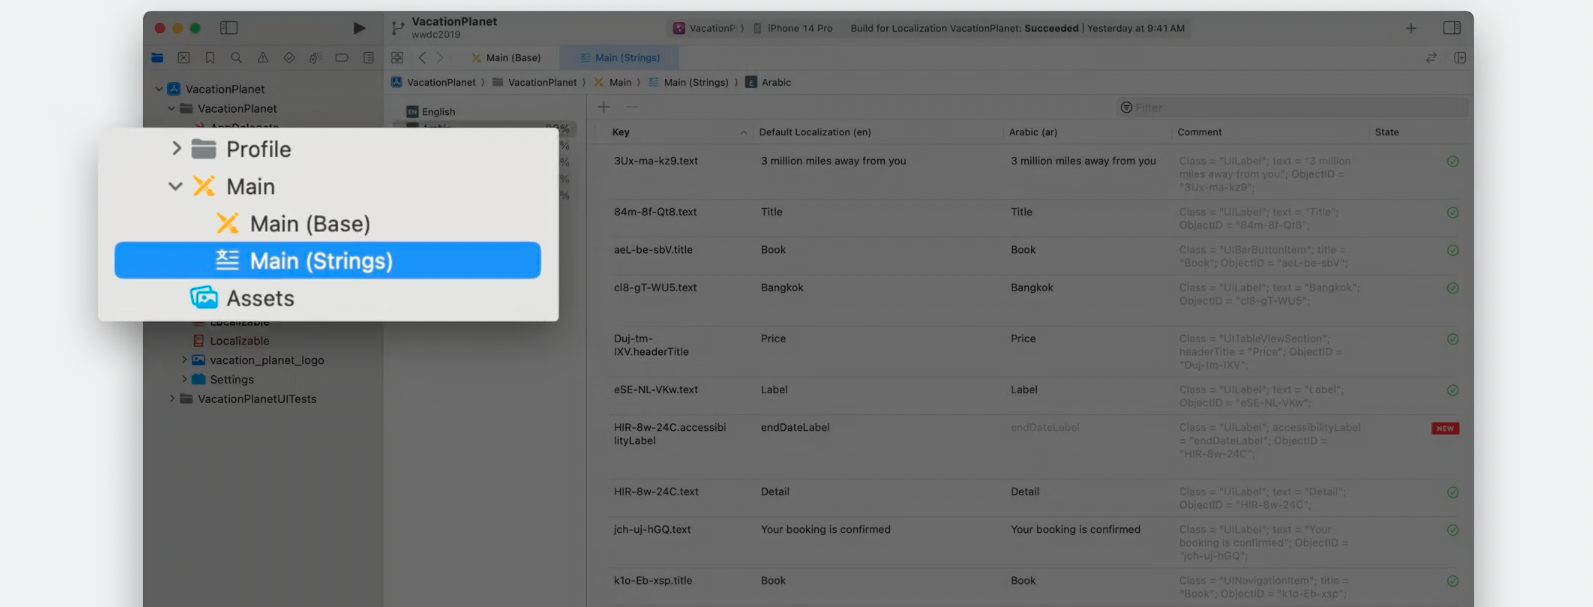 VacationPlanet
wwdc2019
VacationP 〉 iPhone 14 Pro Build for Localization VacationPlanet: Succeeded | Yesterday at 9:41 AM
Main (Base)
Main (Strings)
VacationPlanet 〉 VacationPlanet 〉 Main 〉 Main (Strings) 〉 Arabic
VacationPlanet
VacationPlanet
Profile
Main
Main (Base)
Main (Strings)
Assets
Localizable
Localizable
vacation_planet_logo
Settings
VacationPlanetUITests
EN English
Filter
Key Default Localization (en) Arabic (ar) Comment State
3Ux-ma-kz9.text 3 million miles away from you 3 million miles away from you Class = "UILabel"; text = "3 million
miles away from you"; ObjectID =
"3Ux-ma-kz9";
84m-8f-Qt8.text Title Title Class = "UILabel"; text = "Title";
ObjectID = "84m-8f-Qt8";
aeL-be-sbV.title Book Book Class = "UIBarButtonItem"; title =
"Book"; ObjectID = "aeL-be-sbV";
cI8-gT-WU5.text Bangkok Bangkok Class = "UILabel"; text = "Bangkok";
ObjectID = "cI8-gT-WU5";
Duj-tm- Price Price Class = "UITableViewSection";
IXV.headerTitle headerTitle = "Price"; ObjectID =
"Duj-tm-IXV";
eSE-NL-VKw.text Label Label Class = "UILabel"; text = "Label";
ObjectID = "eSE-NL-VKw";
HIR-8w-24C.accessibi endDateLabel endDateLabel Class = "UILabel"; accessibilityLabel NEW
lityLabel = "endDateLabel"; ObjectID =
"HIR-8w-24C";
HIR-8w-24C.text Detail Detail Class = "UILabel"; text = "Detail";
ObjectID = "HIR-8w-24C";
jch-uj-hGQ.text Your booking is confirmed Your booking is confirmed Class = "UILabel"; text = "Your
booking is confirmed"; ObjectID =
"jch-uj-hGQ";
k1o-Eb-xsp.title Book Book Class = "UINavigationItem"; title =
"Book"; ObjectID = "k1o-Eb-xsp";